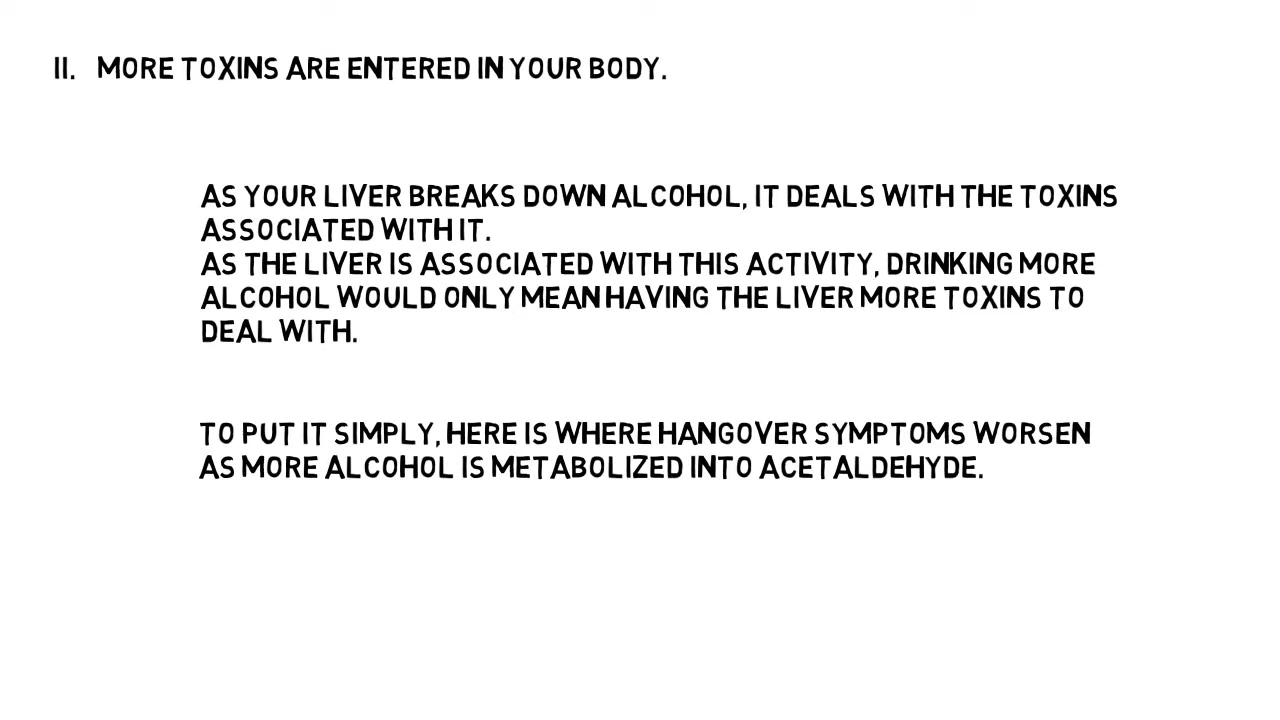 II. MORE TOXINS ARE ENTERED IN YOUR BODY.
AS YOUR LIVER BREAKS DOWN ALCOHOL, IT DEALS WITH THE TOXINS
ASSOCIATED WITH IT.
AS THE LIVER IS ASSOCIATED WITH THIS ACTIVITY, DRINKING MORE
ALCOHOL WOULD ONLY MEAN HAVING THE LIVER MORE TOXINS TO
DEAL WITH.
TO PUT IT SIMPLY, HERE IS WHERE HANGOVER SYMPTOMS WORSEN
AS MORE ALCOHOL IS METABOLIZED INTO ACETALDEHYDE.